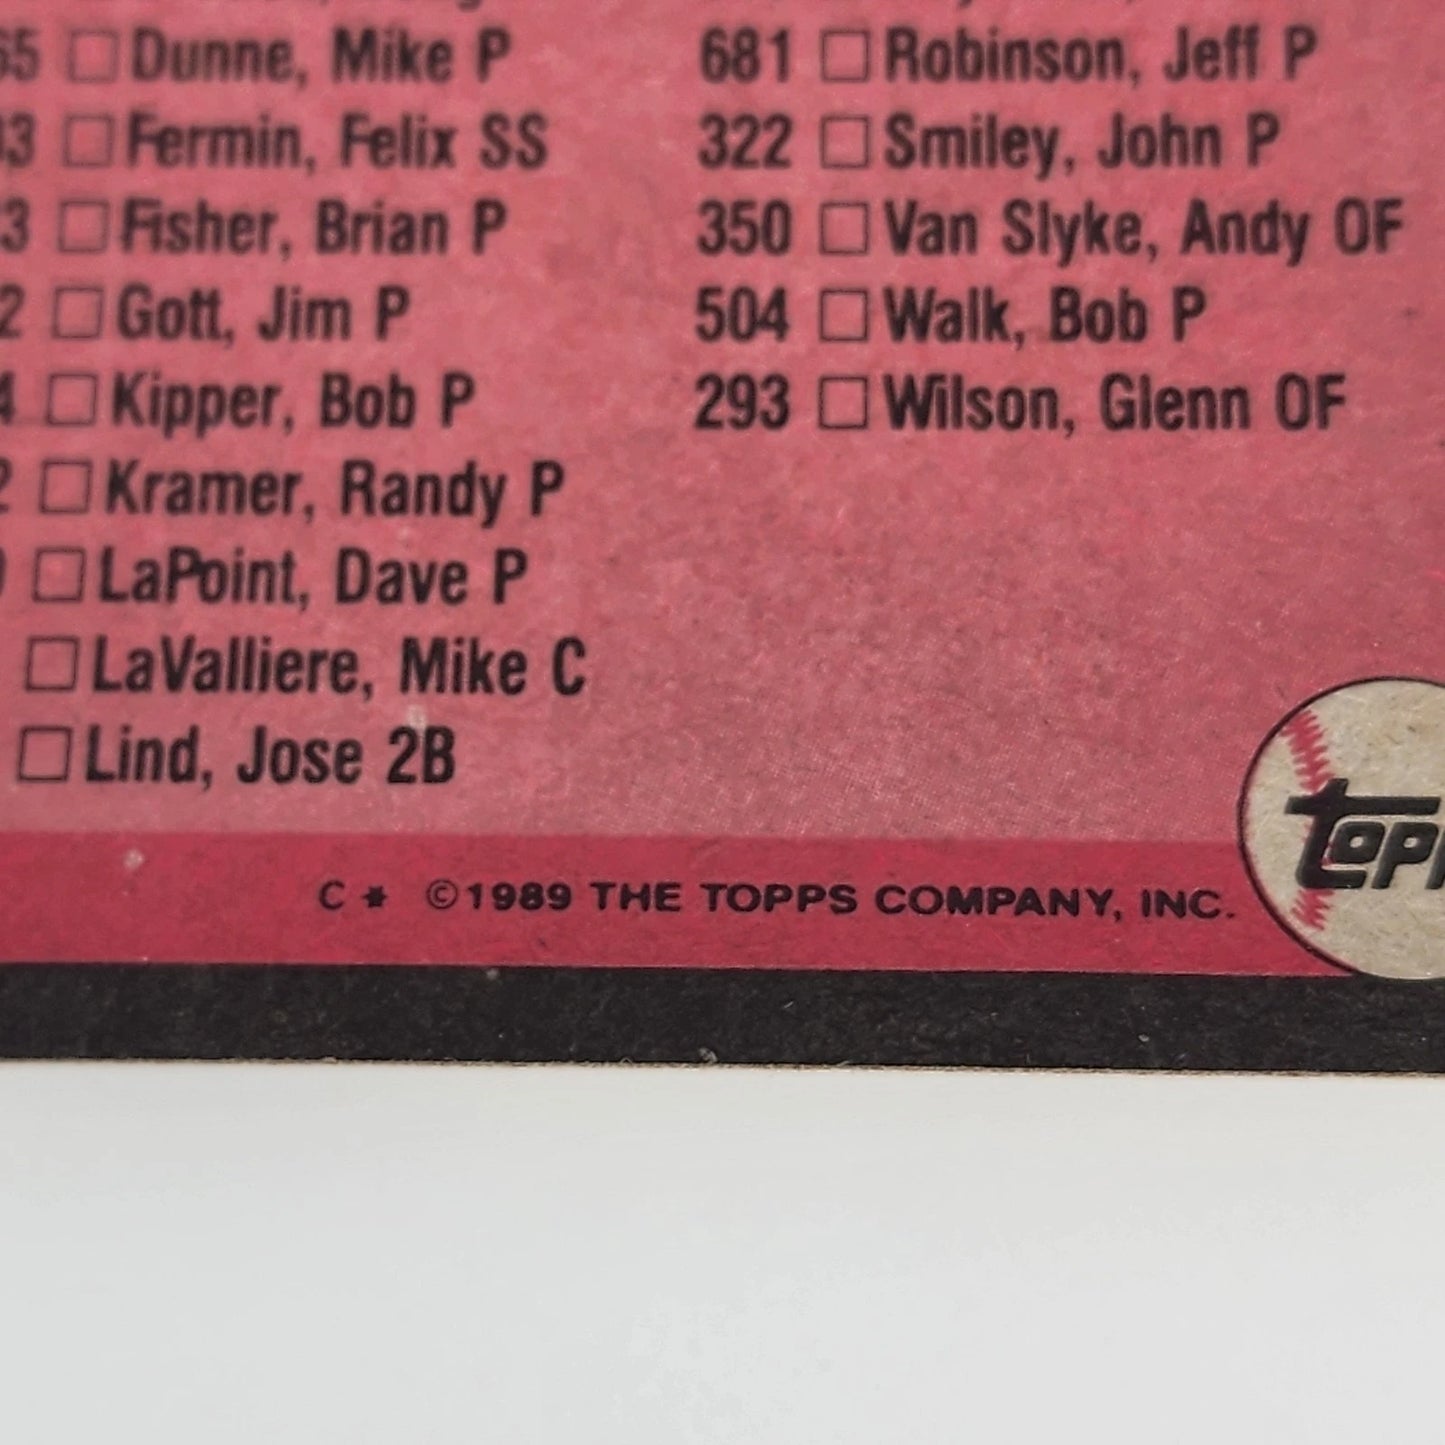 Dunne, Mike P
Fermin, Felix SS
Fisher, Brian P
Gott, Jim P
Kipper, Bob P
Kramer, Randy P
LaPoint, Dave P
LaValliere, Mike C
Lind, Jose 2B
681 Robinson, Jeff P
322 Smiley, John P
350 Van Slyke, Andy OF
504 Walk, Bob P
293 Wilson, Glenn OF
C * ©1989 THE TOPPS COMPANY, INC.